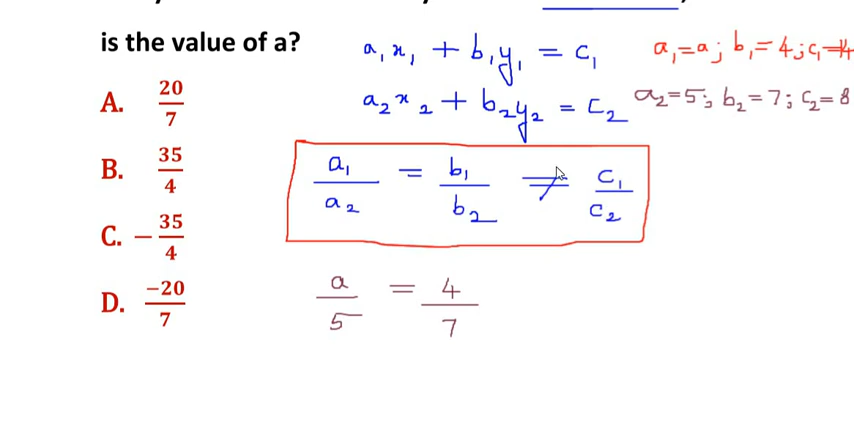 is the value of a?
a₁x₁ + b₁y₁ = c₁ a₁=a; b₁=4; c₁=
a₂x₂ + b₂y₂ = c₂ a₂=5; b₂=7; c₂=8
A. 20/7
B. 35/4
a₁/a₂ = b₁/b₂ ≠ c₁/c₂
C. −35/4
D. −20/7
a/5 = 4/7